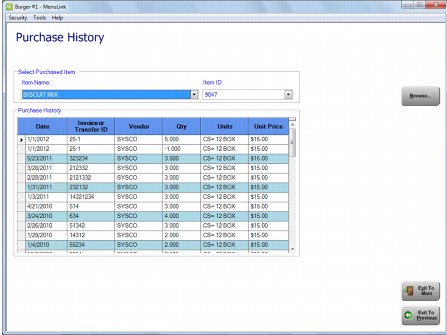 Burger #1 - MenuLink
Security Tools Help
Purchase History
Select Purchased Item
Item Name Item ID
BISCUIT MIX 9047
Browse...
Purchase History
Date Invoice or Transfer ID Vendor Qty Units Unit Price
1/1/2012 25-1 SYSCO 5.000 CS= 12 BOX $15.00
1/1/2012 25-1 SYSCO -1.000 CS= 12 BOX $15.00
5/23/2011 323234 SYSCO 3.000 CS= 12 BOX $15.00
3/28/2011 212332 SYSCO 3.000 CS= 12 BOX $15.00
2/28/2011 2121332 SYSCO 3.000 CS= 12 BOX $15.00
1/31/2011 232132 SYSCO 3.000 CS= 12 BOX $15.00
1/3/2011 14321234 SYSCO 3.000 CS= 12 BOX $15.00
4/21/2010 514 SYSCO 3.000 CS= 12 BOX $15.00
3/24/2010 634 SYSCO 4.000 CS= 12 BOX $15.00
2/26/2010 51342 SYSCO 3.000 CS= 12 BOX $15.00
1/29/2010 14312 SYSCO 2.000 CS= 12 BOX $15.00
1/4/2010 55234 SYSCO 2.000 CS= 12 BOX $15.00
Exit To Main
Exit To Previous